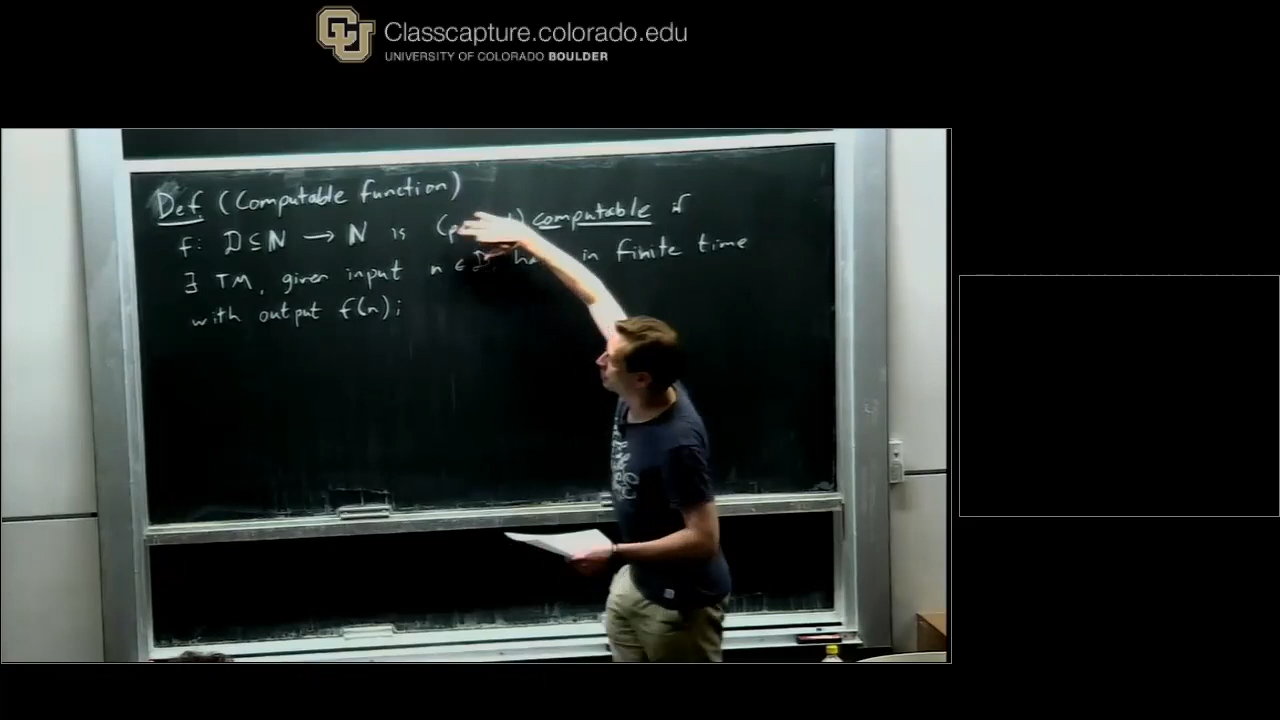 Classcapture.colorado.edu
UNIVERSITY OF COLORADO BOULDER
Def (Computable function)
f: D ⊆ ℕ → ℕ is computable if
∃ TM, given input n ∈ D, in finite time
with output f(n);